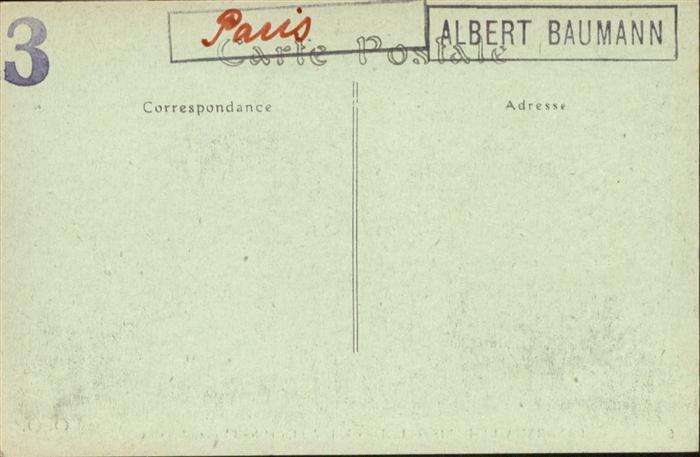 3
Paris
ALBERT BAUMANN
Carte Postale
Correspondance
Adresse